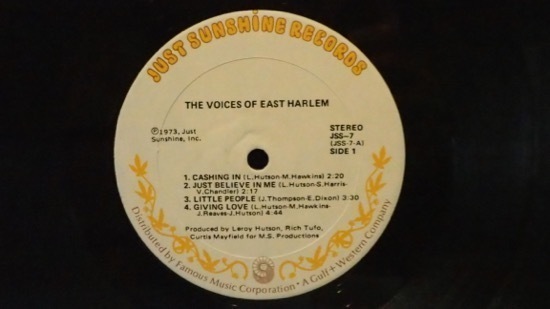 JUST SUNSHINE RECORDS
THE VOICES OF EAST HARLEM
℗1973, Just
Sunshine, Inc.
STEREO
JSS-7
(JSS-7-A)
SIDE 1
1. CASHING IN (L.Hutson-M.Hawkins) 2:20
2. JUST BELIEVE IN ME (L.Hutson-S.Harris-
V.Chandler) 2:17
3. LITTLE PEOPLE (J.Thompson-E.Dixon) 3:30
4. GIVING LOVE (L.Hutson-M.Hawkins-
J.Reaves-J.Hutson) 4:44
Produced by Leroy Hutson, Rich Tufo,
Curtis Mayfield for M.S. Productions
Distributed by Famous Music Corporation • A Gulf + Western Company